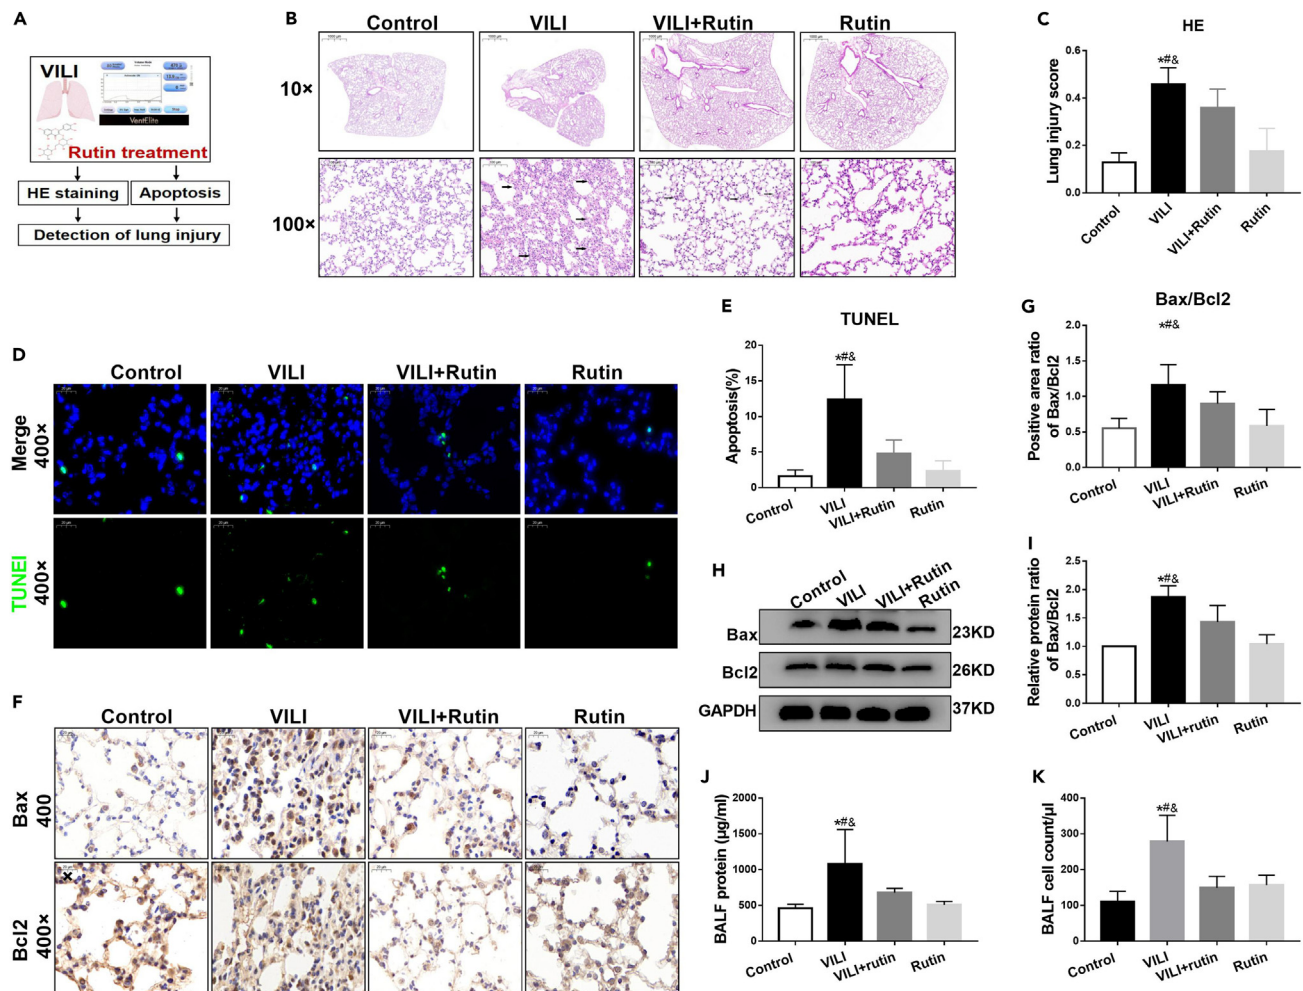 A
VILI
VentElite
Rutin treatment
HE staining
Apoptosis
Detection of lung injury
B
Control
VILI
VILI+Rutin
Rutin
10×
100×
C
HE
Lung injury score
0.6
0.4
0.2
0.0
*#&
Control
VILI
VILI+Rutin
Rutin
D
Control
VILI
VILI+Rutin
Rutin
Merge
400×
TUNEl
400×
20 μm
E
TUNEL
Apoptosis(%)
20
15
10
5
0
*#&
Control
VILI
VILI+Rutin
Rutin
G
Bax/Bcl2
Positive area ratio
of Bax/Bcl2
2.0
1.5
1.0
0.5
0.0
*#&
Control
VILI
VILI+Rutin
Rutin
H
Control
VILI
VILI+Rutin
Rutin
Bax
23KD
Bcl2
26KD
GAPDH
37KD
I
Relative protein ratio
of Bax/Bcl2
2.5
2.0
1.5
1.0
0.5
0.0
*#&
Control
VILI
VILI+rutin
Rutin
F
Control
VILI
VILI+Rutin
Rutin
Bax
400
×
Bcl2
400×
J
BALF protein (μg/ml)
2000
1500
1000
500
0
*#&
Control
VILI
VILI+rutin
Rutin
K
BALF cell count/μl
400
300
200
100
0
*#&
Control
VILI
VILI+rutin
Rutin